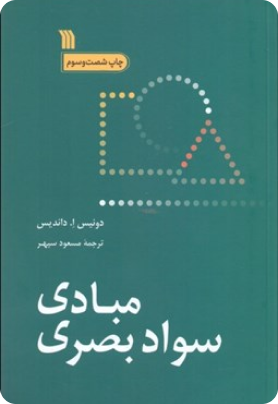 چاپ شصت‌وسوم
دونیس اِ. داندیس
ترجمهٔ مسعود سپهر
مبادی
سواد بصری